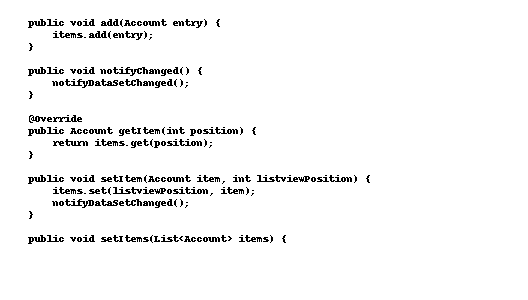 public void add(Account entry) {
    items.add(entry);
}

public void notifyChanged() {
    notifyDataSetChanged();
}

@Override
public Account getItem(int position) {
    return items.get(position);
}

public void setItem(Account item, int listviewPosition) {
    items.set(listviewPosition, item);
    notifyDataSetChanged();
}

public void setItems(List<Account> items) {